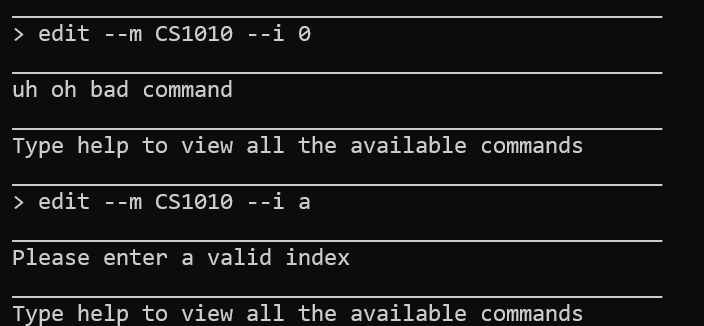 > edit --m CS1010 --i 0
uh oh bad command
Type help to view all the available commands
> edit --m CS1010 --i a
Please enter a valid index
Type help to view all the available commands